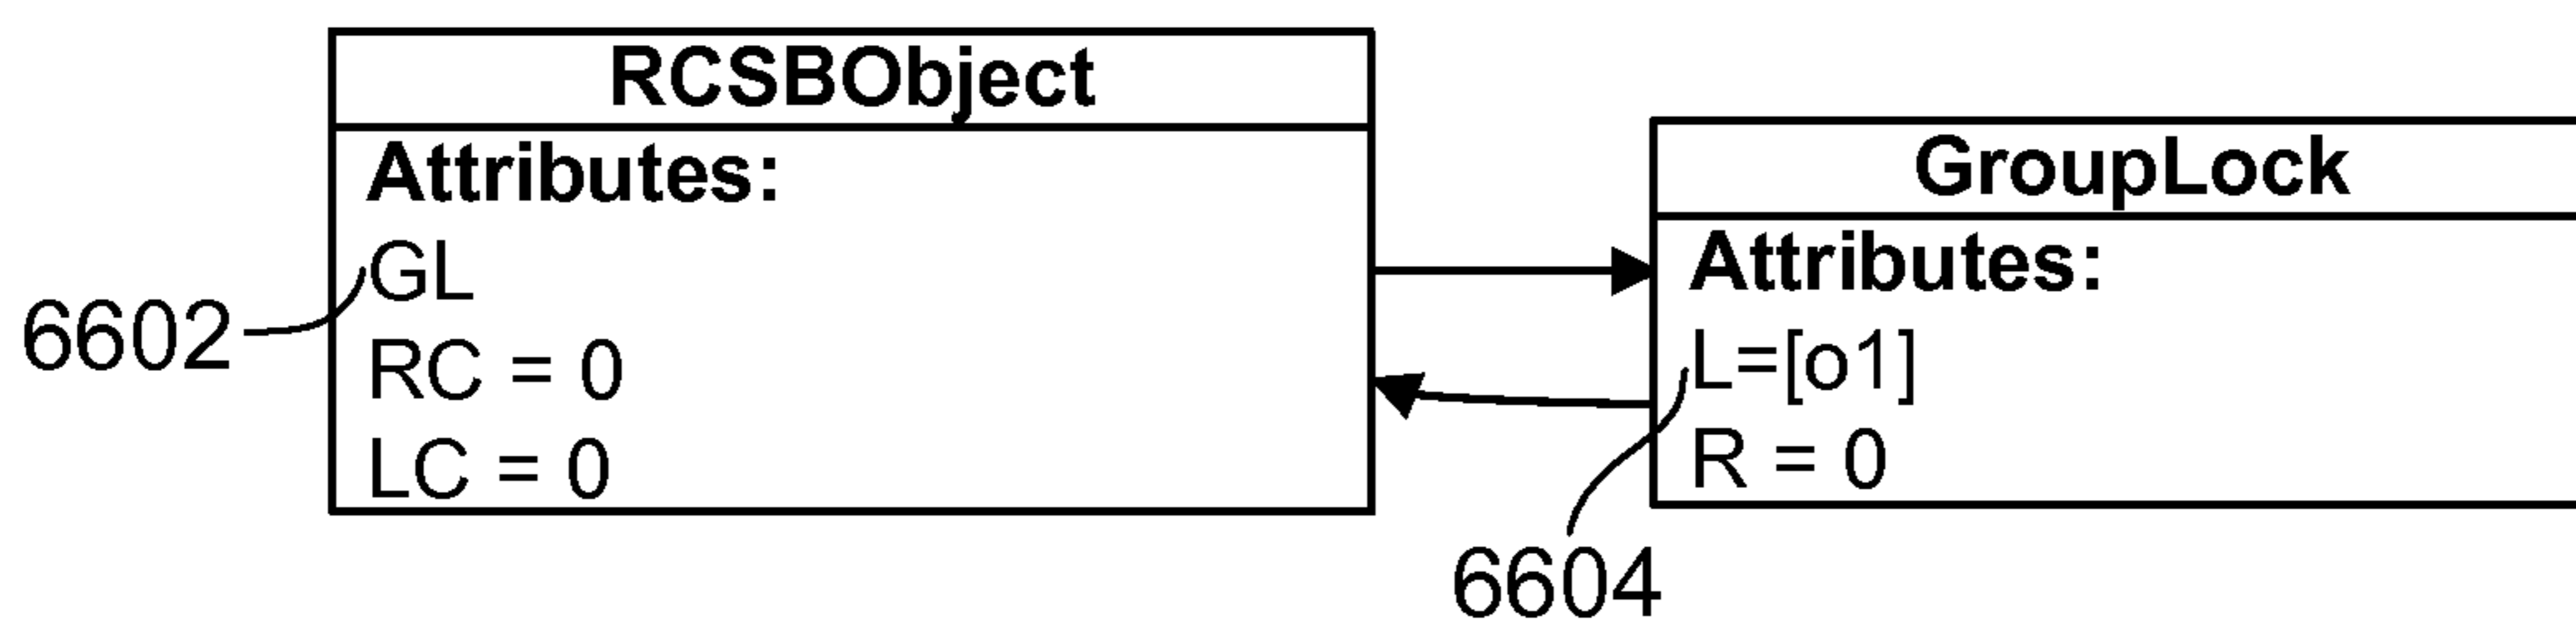 RCSBObject
Attributes:
GL
RC = 0
LC = 0
6602
GroupLock
Attributes:
L=[o1]
R = 0
6604